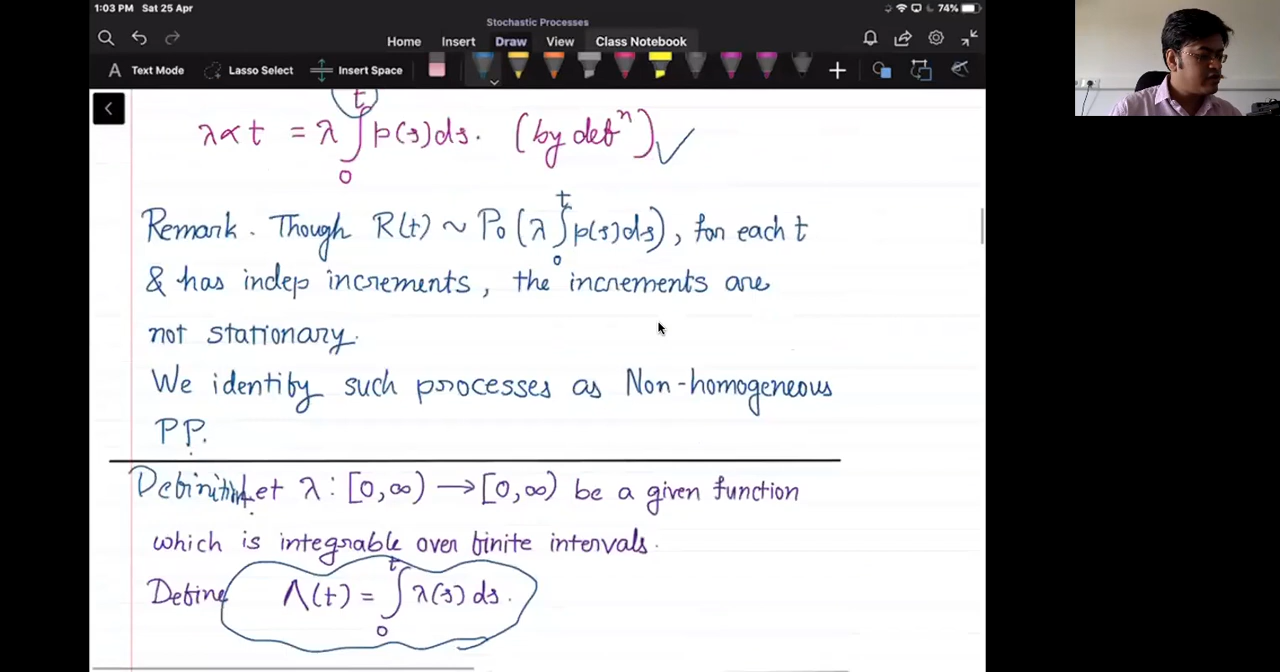 1:03 PM Sat 25 Apr
74%
Stochastic Processes
Home Insert Draw View Class Notebook
Text Mode Lasso Select Insert Space
λαt = λ ∫₀ᵗ p(s)ds. (by defⁿ)
Remark. Though R(t) ~ Po (λ ∫₀ᵗ p(s)ds), for each t
& has indep increments, the increments are
not stationary.
We identify such processes as Non-homogeneous
PP.
Definition. Let λ : [0,∞) → [0,∞) be a given function
which is integrable over finite intervals.
Define Λ(t) = ∫₀ᵗ λ(s) ds.